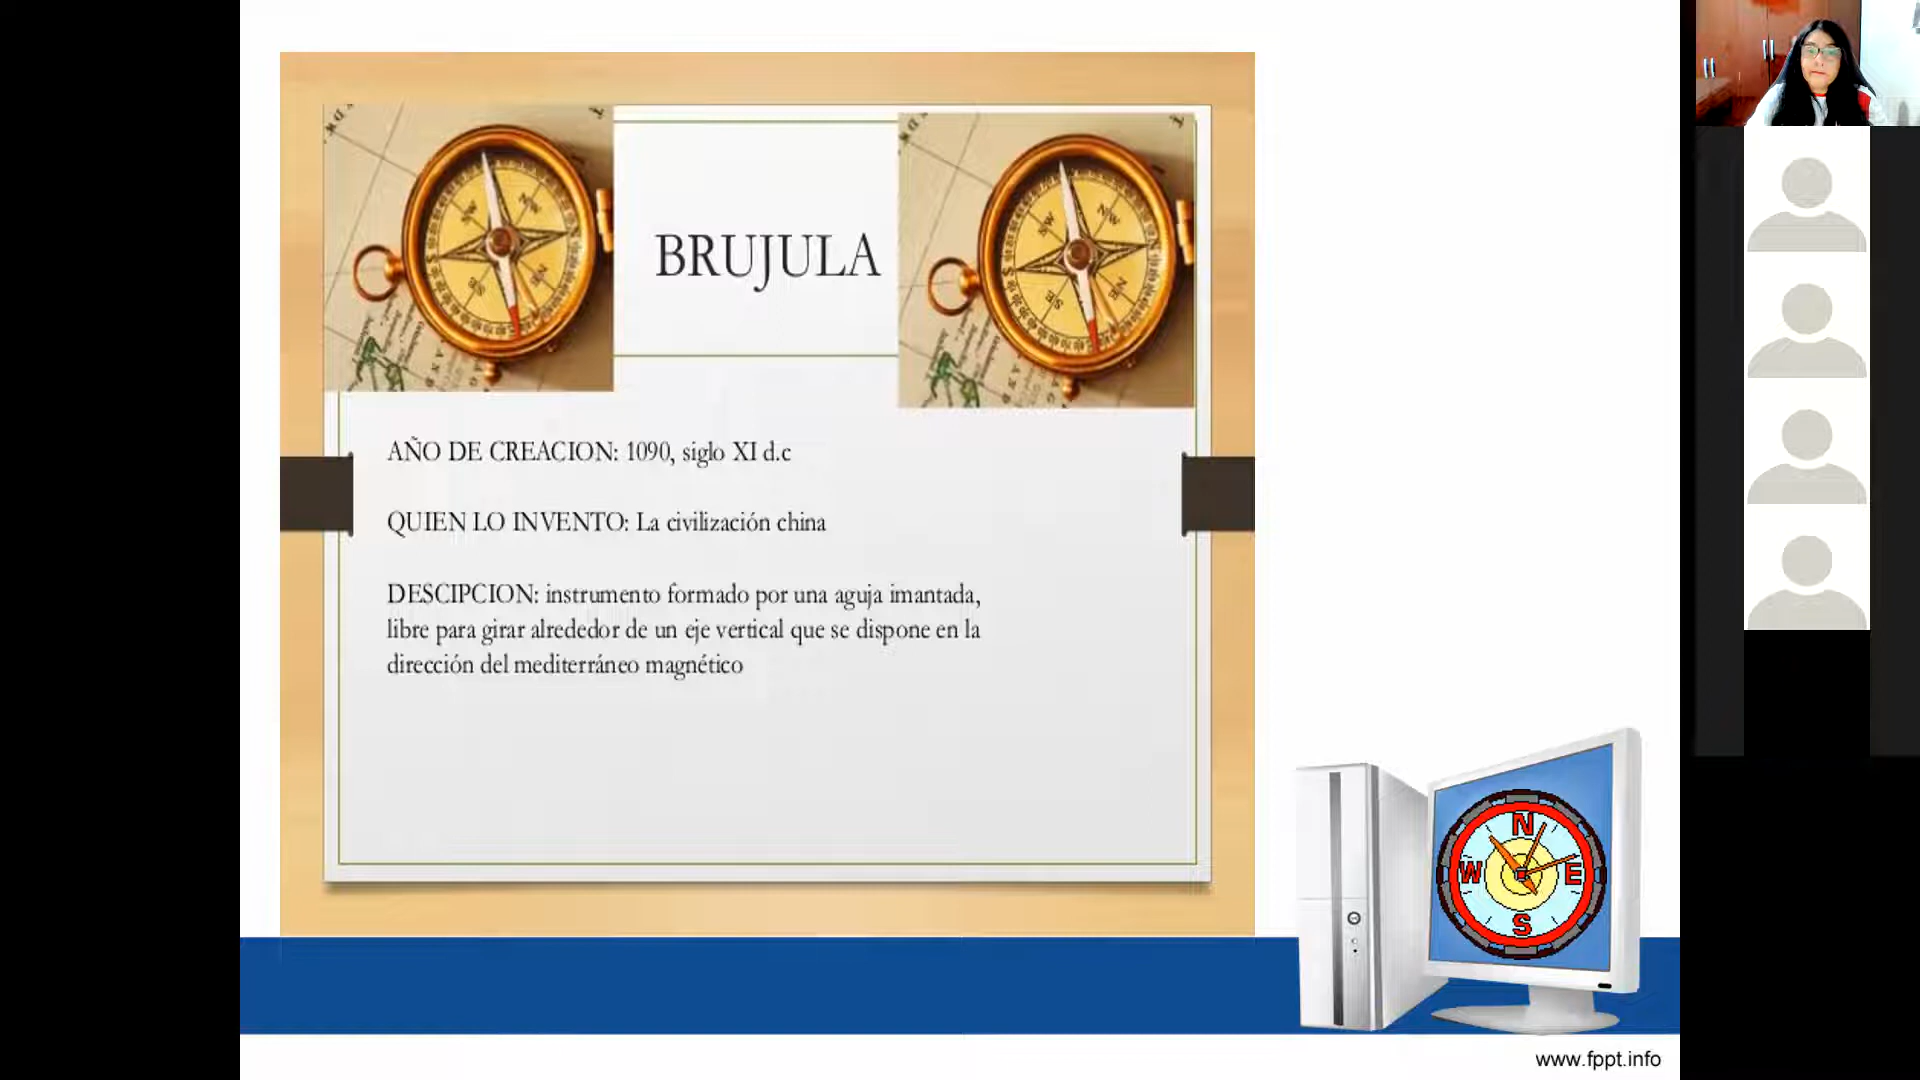 BRUJULA
AÑO DE CREACION: 1090, siglo XI d.c
QUIEN LO INVENTO: La civilización china
DESCIPCION: instrumento formado por una aguja imantada,
libre para girar alrededor de un eje vertical que se dispone en la
dirección del mediterráneo magnético
N
W E
S
www.fppt.info